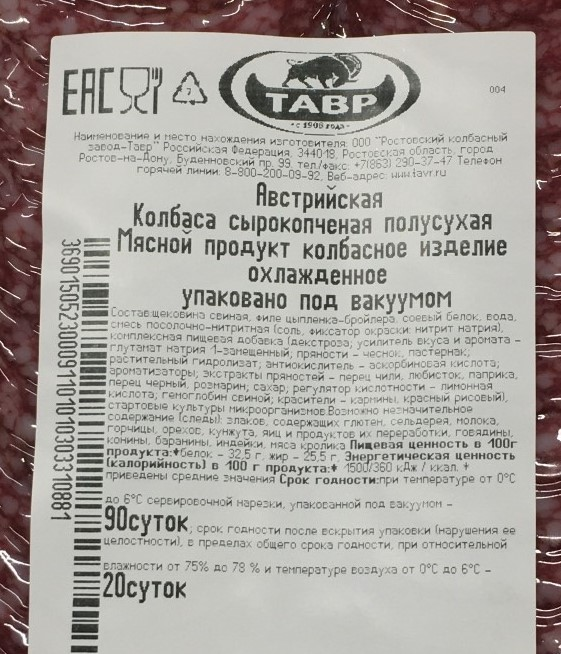 EAC
7
ТАВР
• с 1900 года •
004
Наименование и место нахождения изготовителя: ООО "Ростовский колбасный
завод-Тавр" Российская Федерация, 344018, Ростовская область, город
Ростов-на-Дону, Буденновский пр. 99, тел./факс: +7(863) 290-37-47 Телефон
горячей линии: 8-800-200-09-92, Веб-адрес: www.tavr.ru
Австрийская
Колбаса сырокопченая полусухая
Мясной продукт колбасное изделие
охлажденное
упаковано под вакуумом
Состав:щековина свиная, филе цыпленка-бройлера, соевый белок, вода,
смесь посолочно-нитритная (соль, фиксатор окраски: нитрит натрия),
комплексная пищевая добавка (декстроза; усилитель вкуса и аромата –
глутамат натрия 1-замещенный; пряности – чеснок, пастернак;
растительный гидролизат; антиокислитель – аскорбиновая кислота;
ароматизаторы; экстракты пряностей – перец чили, любисток, паприка,
перец черный, розмарин; сахар; регулятор кислотности – лимонная
кислота; гемоглобин свиной; красители – кармины, красный рисовый),
стартовые культуры микроорганизмов.Возможно незначительное
содержание (следы): злаков, содержащих глютен, сельдерея, молока,
горчицы, орехов, кунжута, яиц и продуктов их переработки, говядины,
конины, баранины, индейки, мяса кролика Пищевая ценность в 100г
продукта:+белок – 32,5 г, жир – 25,5 г, Энергетическая ценность
(калорийность) в 100 г продукта:+ 1500/360 кДж / ккал. +
приведены средние значения Срок годности:при температуре от 0°С
до 6°С сервировочной нарезки, упакованной под вакуумом –
90суток, срок годности после вскрытия упаковки (нарушения ее
целостности), в пределах общего срока годности, при относительной
влажности от 75% до 78 % и температуре воздуха от 0°С до 6°С –
20суток